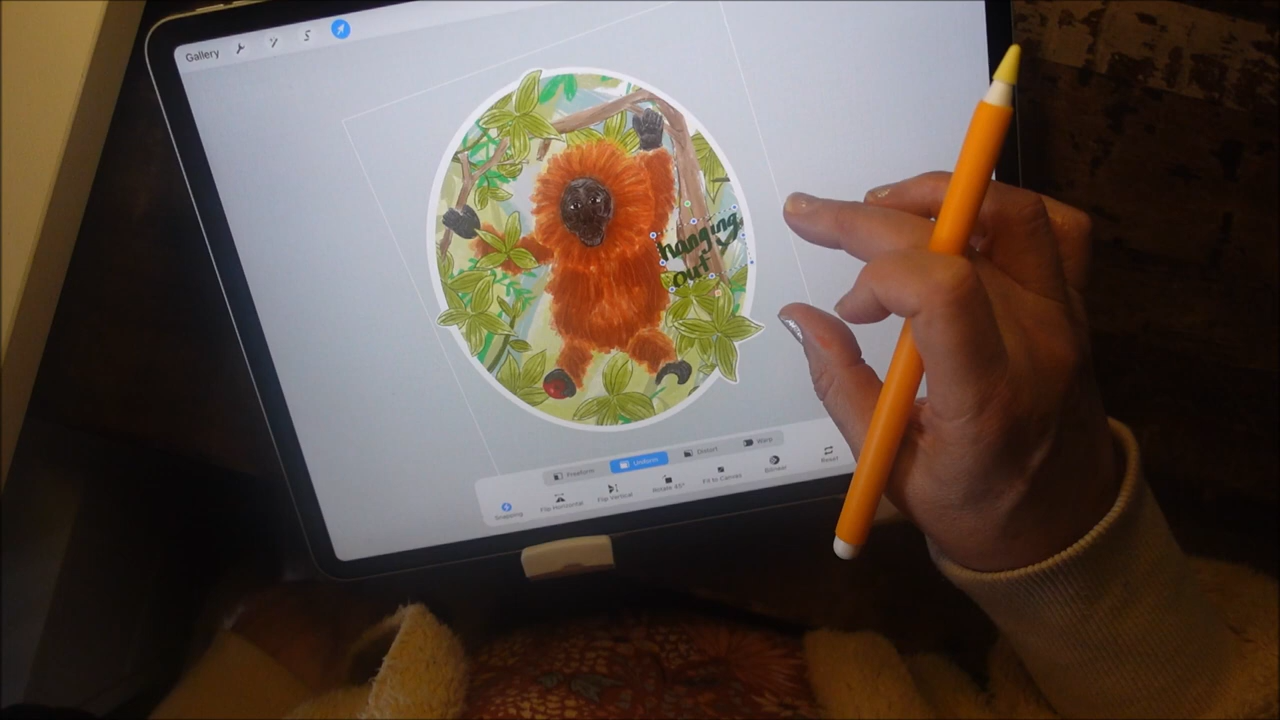 Gallery
hanging
out
Freeform
Uniform
Distort
Warp
Snapping
Flip Horizontal
Flip Vertical
Rotate 45°
Fit to Canvas
Bilinear
Reset